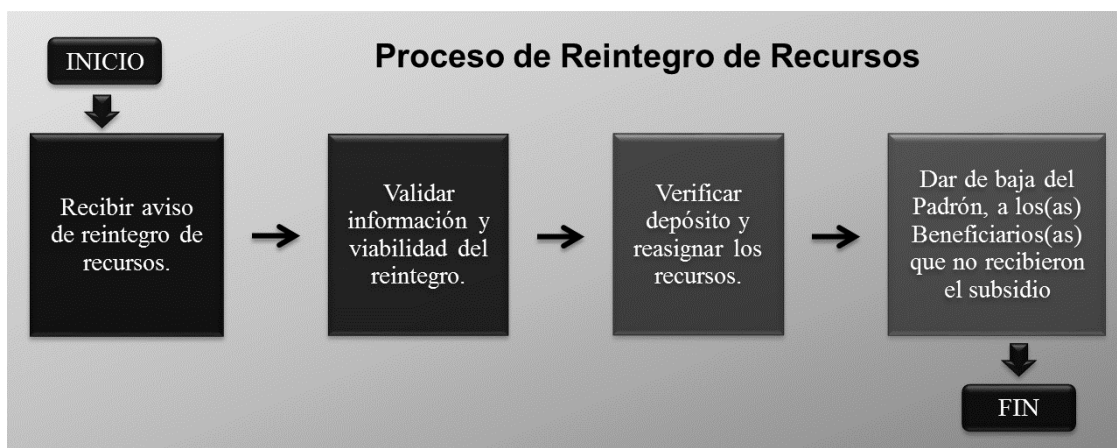 Proceso de Reintegro de Recursos
INICIO
Recibir aviso
de reintegro de
recursos.
Validar
información y
viabilidad del
reintegro.
Verificar
depósito y
reasignar los
recursos.
Dar de baja del
Padrón, a los(as)
Beneficiarios(as)
que no recibieron
el subsidio
FIN